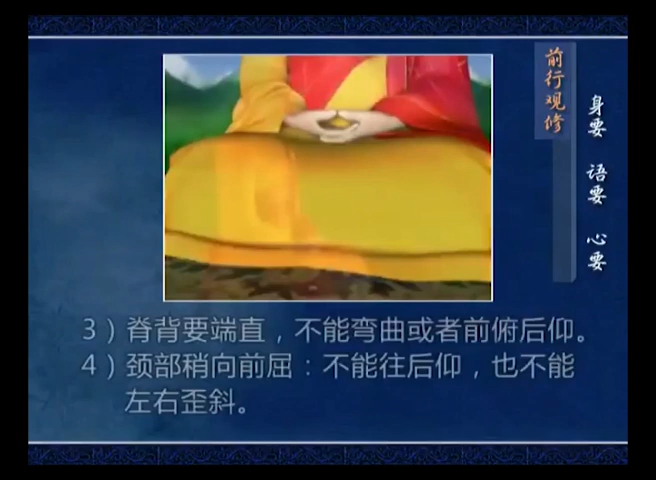 前行观修
身要
语要
心要
3）脊背要端直，不能弯曲或者前俯后仰。
4）颈部稍向前屈：不能往后仰，也不能
左右歪斜。